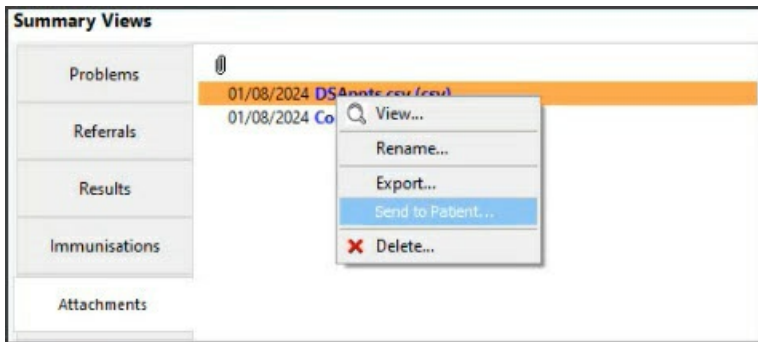 Summary Views
Problems
Referrals
Results
Immunisations
Attachments
01/08/2024 DSAppts.csv (csv)
01/08/2024 Co
View...
Rename...
Export...
Send to Patient...
Delete...